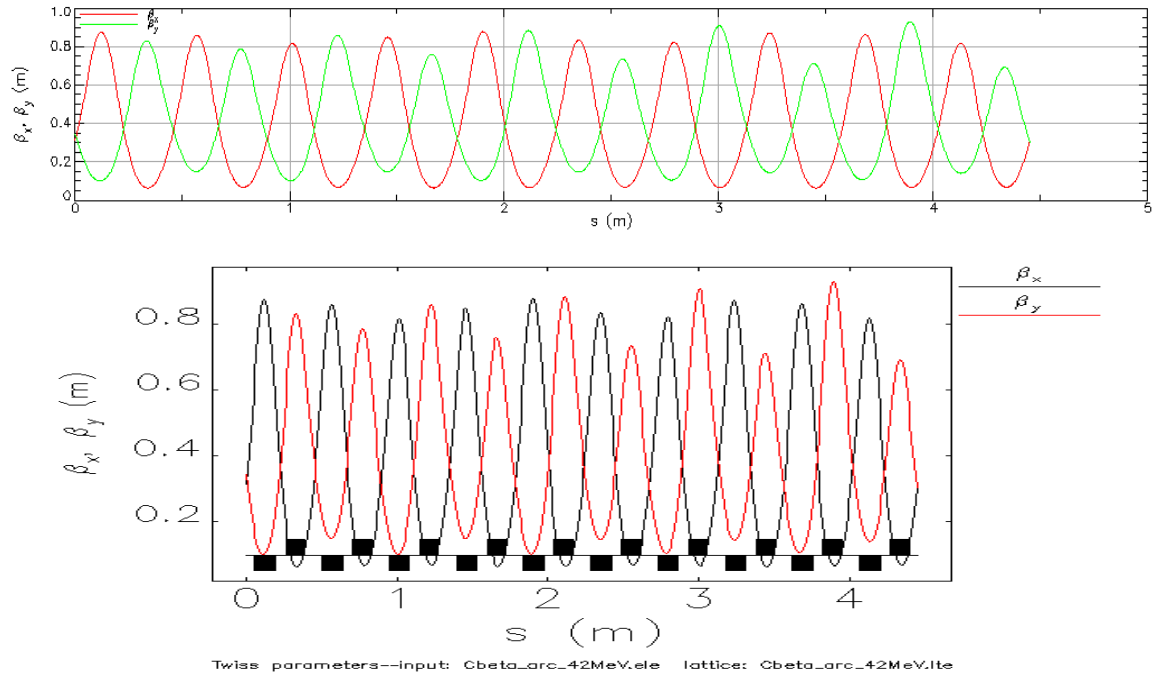 1.0
β
βx
βy
0.8
0.6
βx, βy (m)
0.4
0.2
0
0 1 2 3 4 5
s (m)
βx
βy
0.8
0.6
βx, βy (m)
0.4
0.2
0 1 2 3 4
s (m)
Twiss parameters--input: Cbeta_arc_42MeV.ele lattice: Cbeta_arc_42MeV.lte